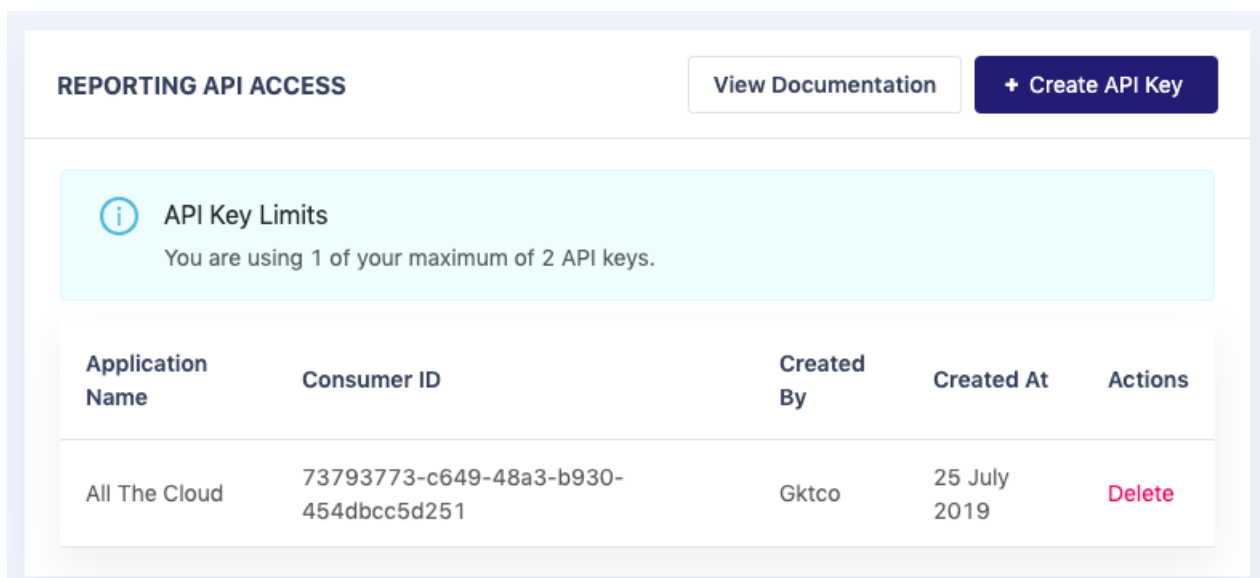 REPORTING API ACCESS
View Documentation
+ Create API Key
API Key Limits
You are using 1 of your maximum of 2 API keys.
Application
Name
Consumer ID
Created
By
Created At
Actions
All The Cloud
73793773-c649-48a3-b930-
454dbcc5d251
Gktco
25 July
2019
Delete